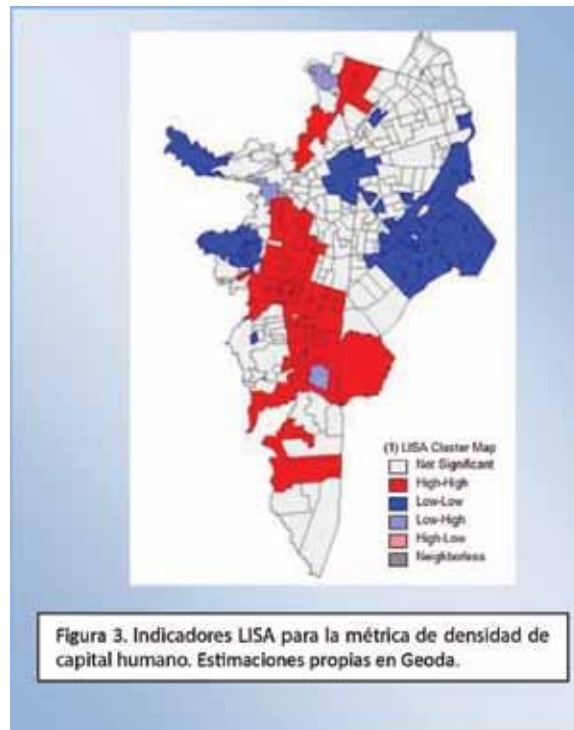 (1) LISA Cluster Map
Not Significant
High-High
Low-Low
Low-High
High-Low
Neighborless
Figura 3. Indicadores LISA para la métrica de densidad de
capital humano. Estimaciones propias en Geoda.